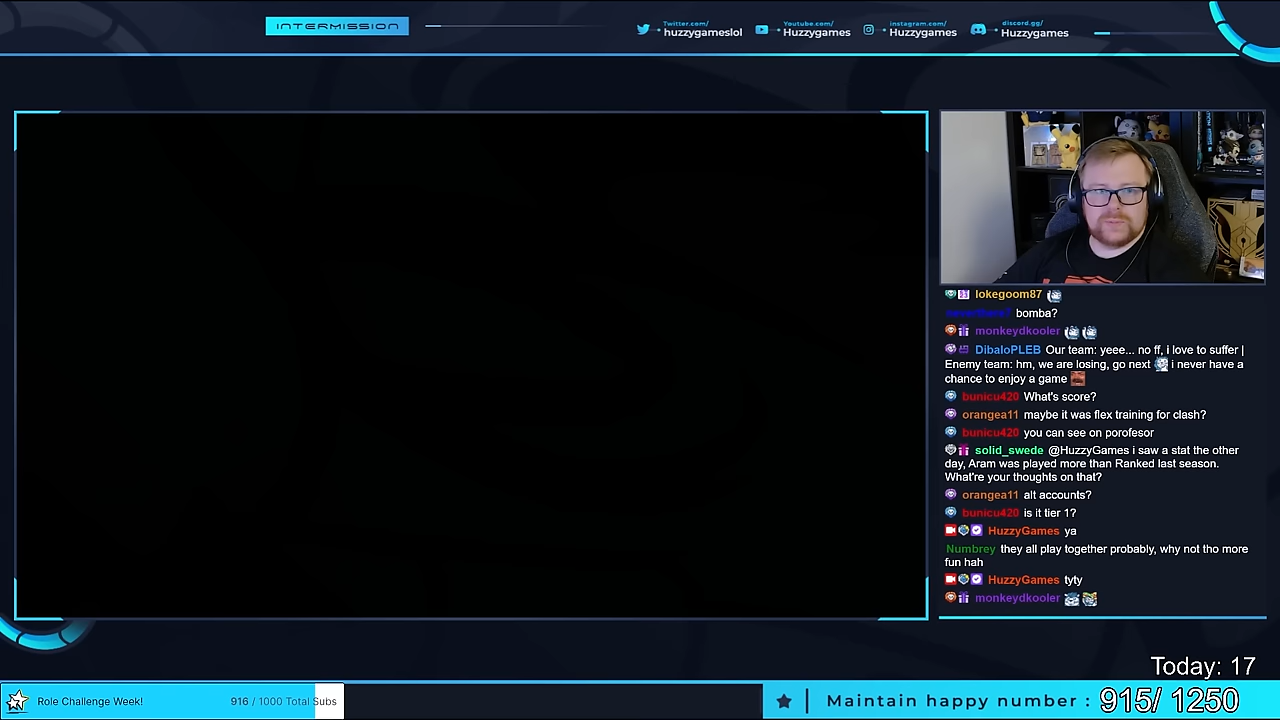 INTERMISSION
Twitter.com/
huzzygameslol
Youtube.com/
Huzzygames
instagram.com/
Huzzygames
discord.gg/
Huzzygames
lokegoom87
bomba?
monkeydkooler
DibaloPLEB Our team: yeee... no ff, i love to suffer |
Enemy team: hm, we are losing, go next i never have a
chance to enjoy a game
bunicu420 What's score?
orangea11 maybe it was flex training for clash?
bunicu420 you can see on porofesor
solid_swede @HuzzyGames i saw a stat the other
day, Aram was played more than Ranked last season.
What're your thoughts on that?
orangea11 alt accounts?
bunicu420 is it tier 1?
HuzzyGames ya
Numbrey they all play together probably, why not tho more
fun hah
HuzzyGames tyty
monkeydkooler
Today: 17
Role Challenge Week!
916 / 1000 Total Subs
Maintain happy number : 915/ 1250